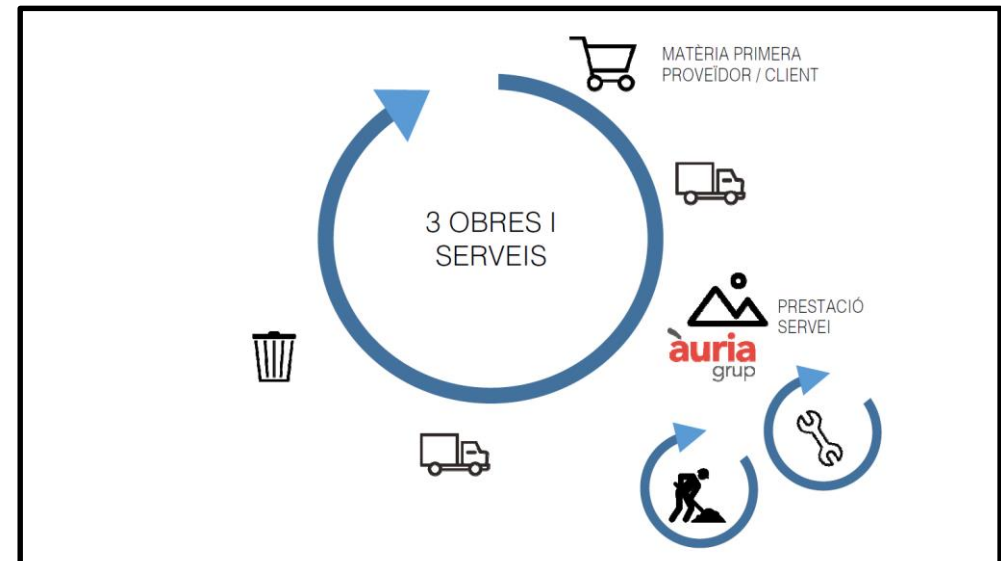 MATÈRIA PRIMERA
PROVEÏDOR / CLIENT
3 OBRES I
SERVEIS
PRESTACIÓ
SERVEI
àuria
grup